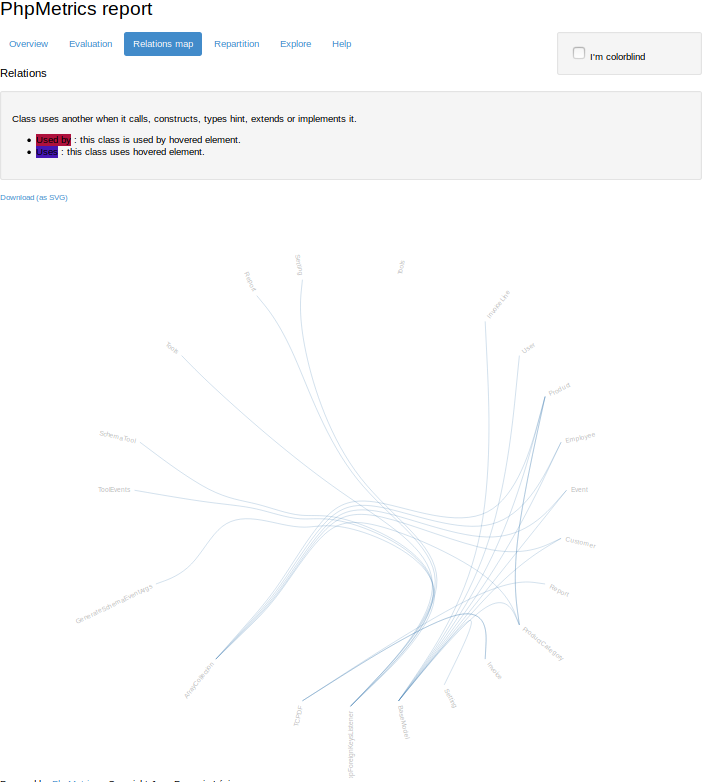 PhpMetrics report
Overview
Evaluation
Relations map
Repartition
Explore
Help
I'm colorblind
Relations
Class uses another when it calls, constructs, types hint, extends or implements it.
Used by : this class is used by hovered element.
Uses : this class uses hovered element.
Download (as SVG)
Setting
Invoice Line
User
Product
Tools
Employee
SchemaTool
ToolEvents
Event
Customer
GenerateSchemaEventArgs
Report
ProductCategory
Invoice
Setting
TCPDF
BaseModel